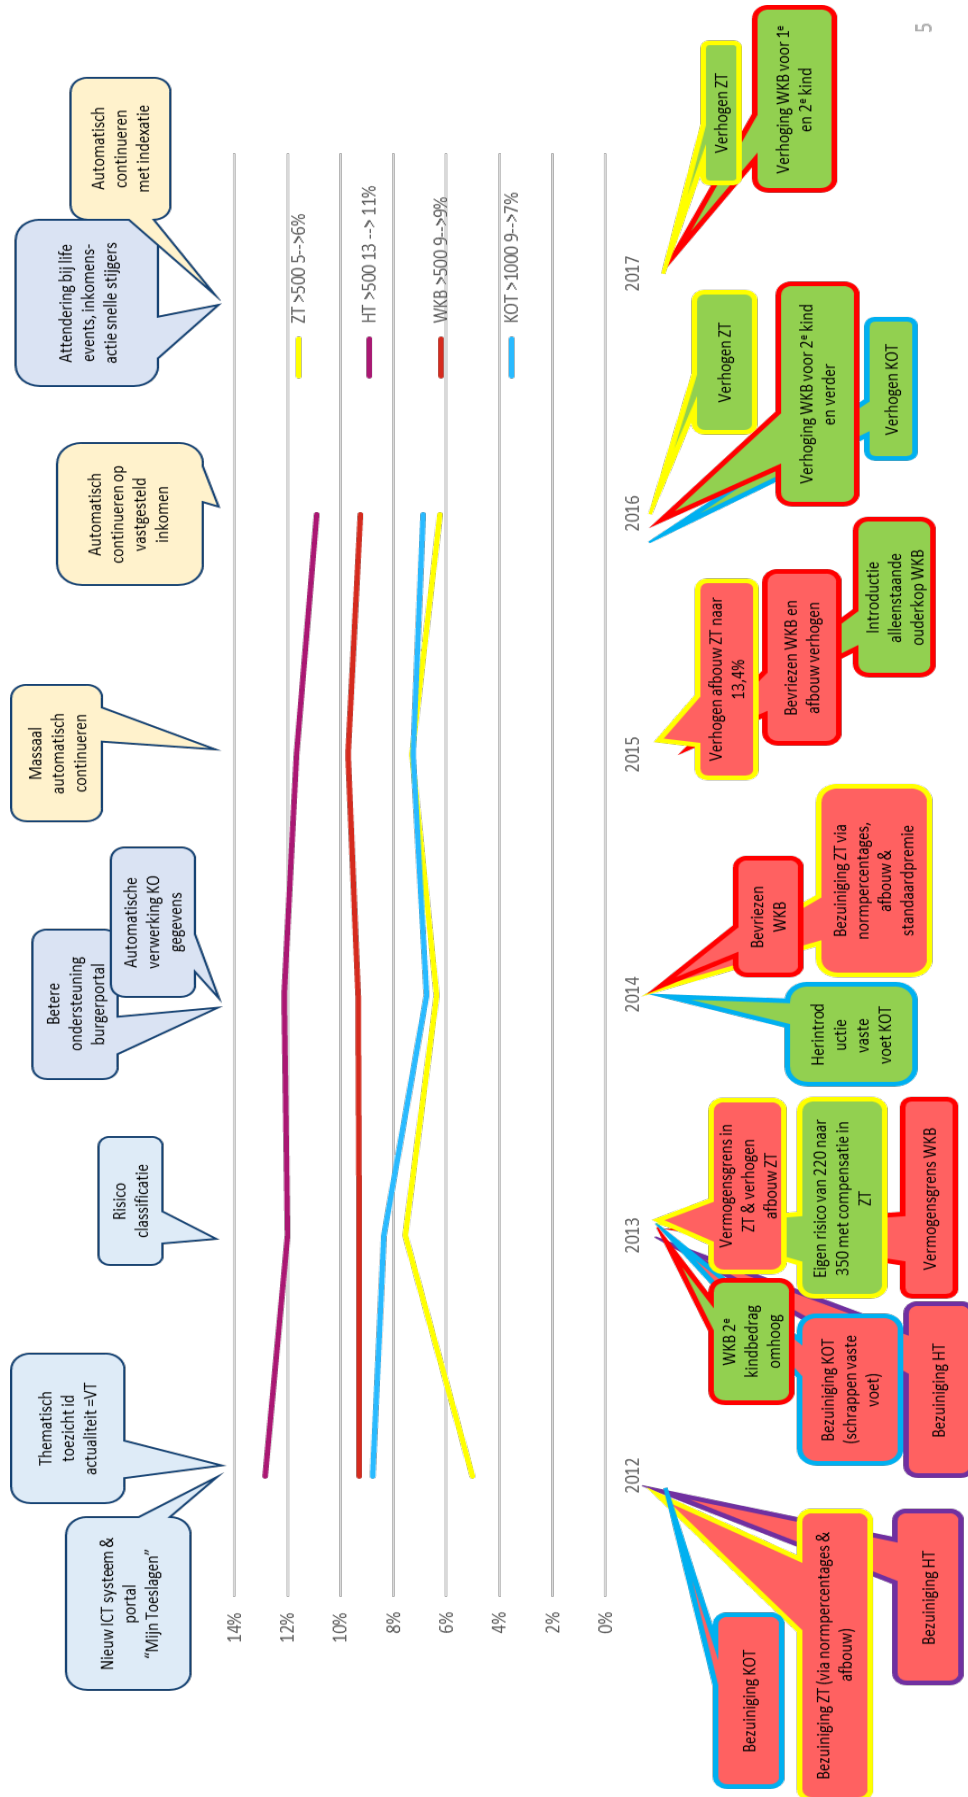 Nieuw ICT systeem &
portal
“Mijn Toeslagen”
Thematisch
toezicht id
actualiteit =VT
Risico
classificatie
Betere
ondersteuning
burgerportal
Automatische
verwerking KO
gegevens
Massaal
automatisch
continueren
Automatisch
continueren op
vastgesteld
inkomen
Attendering bij life
events, inkomens-
actie snelle stijgers
Automatisch
continueren
met indexatie
14%
12%
10%
8%
6%
4%
2%
0%
ZT >500 5-->6%
HT >500 13 --> 11%
WKB >500 9-->9%
KOT >1000 9-->7%
2012
2013
2014
2015
2016
2017
Bezuiniging KOT
Bezuiniging ZT (via normpercentages &
afbouw)
Bezuiniging HT
WKB 2e
kindbedrag
omhoog
Bezuiniging KOT
(schrappen vaste
voet)
Bezuiniging HT
Vermogensgrens in
ZT & verhogen
afbouw ZT
Eigen risico van 220 naar
350 met compensatie in
ZT
Vermogensgrens WKB
Herintrod
uctie
vaste
voet KOT
Bevriezen
WKB
Bezuiniging ZT via
normpercentages,
afbouw &
standaardpremie
Verhogen afbouw ZT naar
13,4%
Bevriezen WKB en
afbouw verhogen
Introductie
alleenstaande
ouderkop WKB
Verhogen ZT
Verhoging WKB voor 2e kind
en verder
Verhogen KOT
Verhogen ZT
Verhoging WKB voor 1e
en 2e kind
5